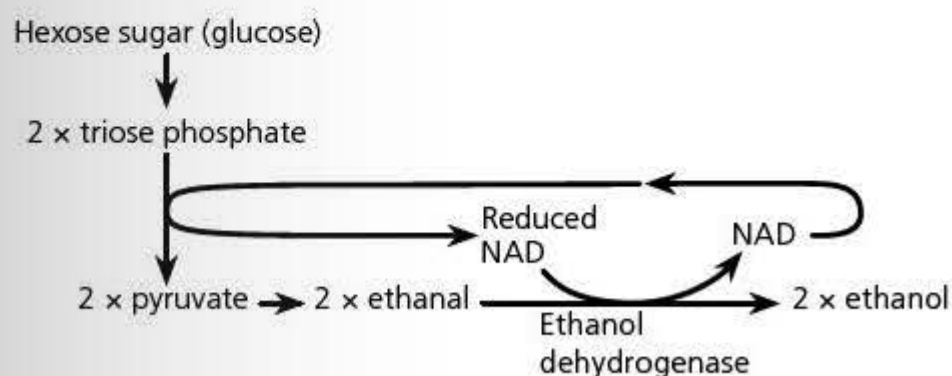 Hexose sugar (glucose)
2 × triose phosphate
Reduced
NAD
NAD
2 × pyruvate
2 × ethanal
2 × ethanol
Ethanol
dehydrogenase